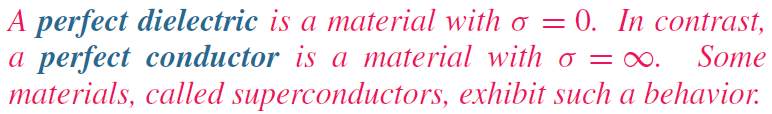 A perfect dielectric is a material with σ = 0. In contrast,
a perfect conductor is a material with σ = ∞. Some
materials, called superconductors, exhibit such a behavior.